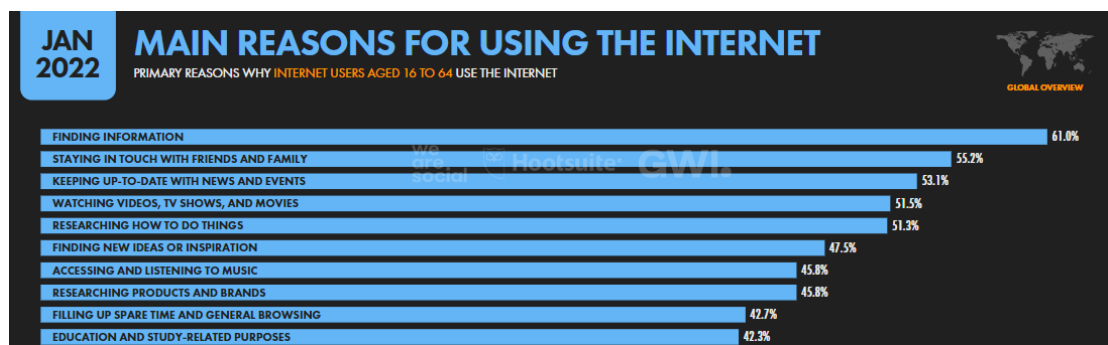 JAN
2022
MAIN REASONS FOR USING THE INTERNET
PRIMARY REASONS WHY INTERNET USERS AGED 16 TO 64 USE THE INTERNET
GLOBAL OVERVIEW
FINDING INFORMATION 61.0%
STAYING IN TOUCH WITH FRIENDS AND FAMILY 55.2%
KEEPING UP-TO-DATE WITH NEWS AND EVENTS 53.1%
WATCHING VIDEOS, TV SHOWS, AND MOVIES 51.5%
RESEARCHING HOW TO DO THINGS 51.3%
FINDING NEW IDEAS OR INSPIRATION 47.5%
ACCESSING AND LISTENING TO MUSIC 45.8%
RESEARCHING PRODUCTS AND BRANDS 45.8%
FILLING UP SPARE TIME AND GENERAL BROWSING 42.7%
EDUCATION AND STUDY-RELATED PURPOSES 42.3%
we
are
social
Hootsuite
GWI.